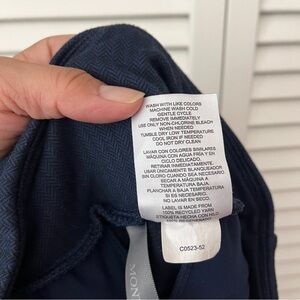 WASH WITH LIKE COLORS
MACHINE WASH COLD
GENTLE CYCLE
REMOVE IMMEDIATELY
USE ONLY NON-CHLORINE BLEACH
WHEN NEEDED
TUMBLE DRY LOW TEMPERATURE
COOL IRON IF NEEDED
DO NOT DRY CLEAN
LAVAR CON COLORES SIMILARES
MÁQUINA CON AGUA FRÍA Y EN
CICLO DELICADO.
SACAR INMEDIATAMENTE.
USAR ÚNICAMENTE BLANQUEADOR
SIN CLORO CUANDO SEA NECESARIO.
SECAR A MÁQUINA A
TEMPERATURA BAJA.
PLANCHAR A BAJA TEMPERATURA
SI ES NECESARIO.
NO LAVAR EN SECO.
LABEL IS MADE FROM
100% RECYCLED YARN
ETIQUETA HECHA CON HILO
100% RECICLADO
C0523-52
MON